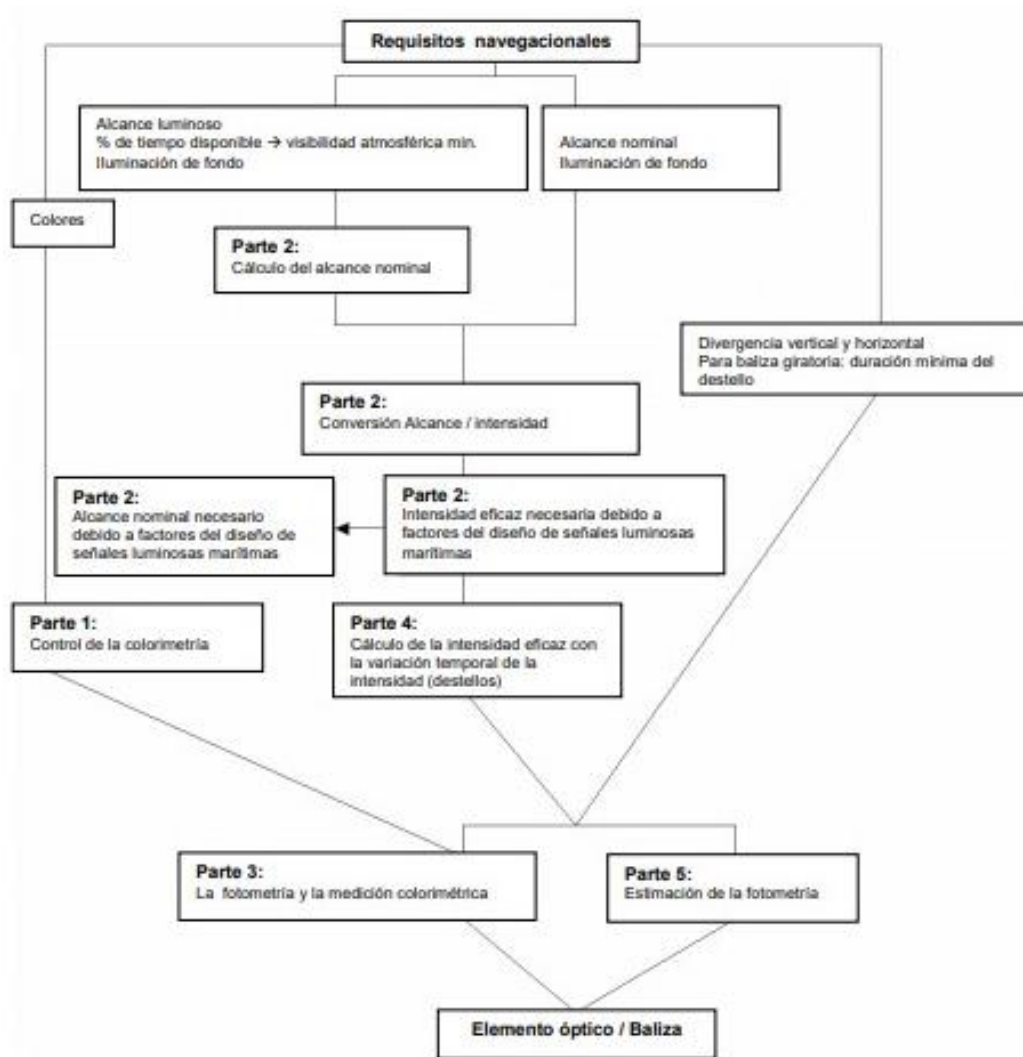 Requisitos navegacionales
Alcance luminoso
% de tiempo disponible → visibilidad atmosférica min.
Iluminación de fondo
Alcance nominal
Iluminación de fondo
Colores
Parte 2:
Cálculo del alcance nominal
Divergencia vertical y horizontal
Para baliza giratoria: duración mínima del
destello
Parte 2:
Conversión Alcance / intensidad
Parte 2:
Alcance nominal necesario
debido a factores del diseño de
señales luminosas marítimas
Parte 2:
Intensidad eficaz necesaria debido a
factores del diseño de señales luminosas
marítimas
Parte 1:
Control de la colorimetría
Parte 4:
Cálculo de la intensidad eficaz con
la variación temporal de la
intensidad (destellos)
Parte 3:
La fotometría y la medición colorimétrica
Parte 5:
Estimación de la fotometría
Elemento óptico / Baliza